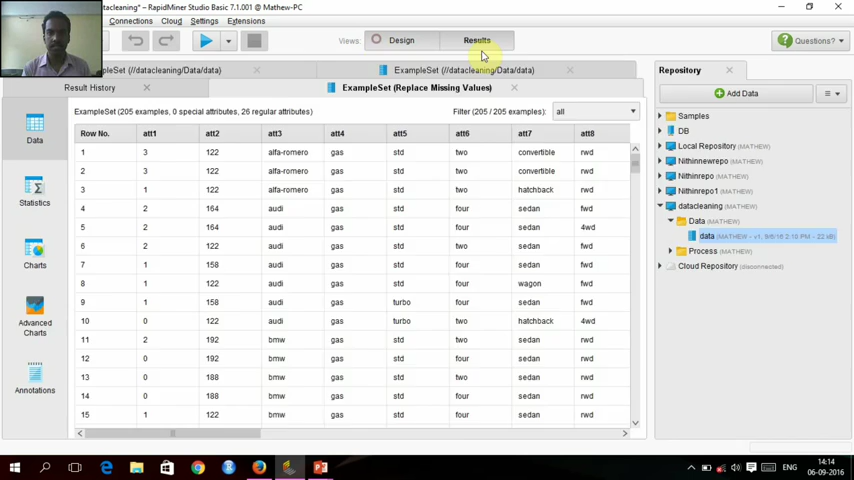 datacleaning> – RapidMiner Studio Basic 7.1.001 @ Mathew-PC
Connections Cloud Settings Extensions
Views: Design Results Questions?
ExampleSet (//datacleaning/Data/data) ExampleSet (//datacleaning/Data/data)
Result History ExampleSet (Replace Missing Values)
Repository
Add Data
ExampleSet (205 examples, 0 special attributes, 26 regular attributes) Filter (205 / 205 examples): all
Row No. att1 att2 att3 att4 att5 att6 att7 att8
1 3 122 alfa-romero gas std two convertible rwd
2 3 122 alfa-romero gas std two convertible rwd
3 1 122 alfa-romero gas std two hatchback rwd
4 2 164 audi gas std four sedan fwd
5 2 164 audi gas std four sedan 4wd
6 2 122 audi gas std two sedan fwd
7 1 158 audi gas std four sedan fwd
8 1 122 audi gas std four wagon fwd
9 1 158 audi gas turbo four sedan fwd
10 0 122 audi gas turbo two hatchback 4wd
11 2 192 bmw gas std two sedan rwd
12 0 192 bmw gas std four sedan rwd
13 0 188 bmw gas std two sedan rwd
14 0 188 bmw gas std four sedan rwd
15 1 122 bmw gas std four sedan rwd
Data
Statistics
Charts
Advanced
Charts
Annotations
Samples
DB
Local Repository (MATHEW)
Nithinnewrepo (MATHEW)
Nithinrepo (MATHEW)
Nithinrepo1 (MATHEW)
datacleaning (MATHEW)
Data (MATHEW)
data (MATHEW - v1, 9/6/16 2:10 PM - 22 kB)
Process (MATHEW)
Cloud Repository (disconnected)
ENG
14:14
06-09-2016